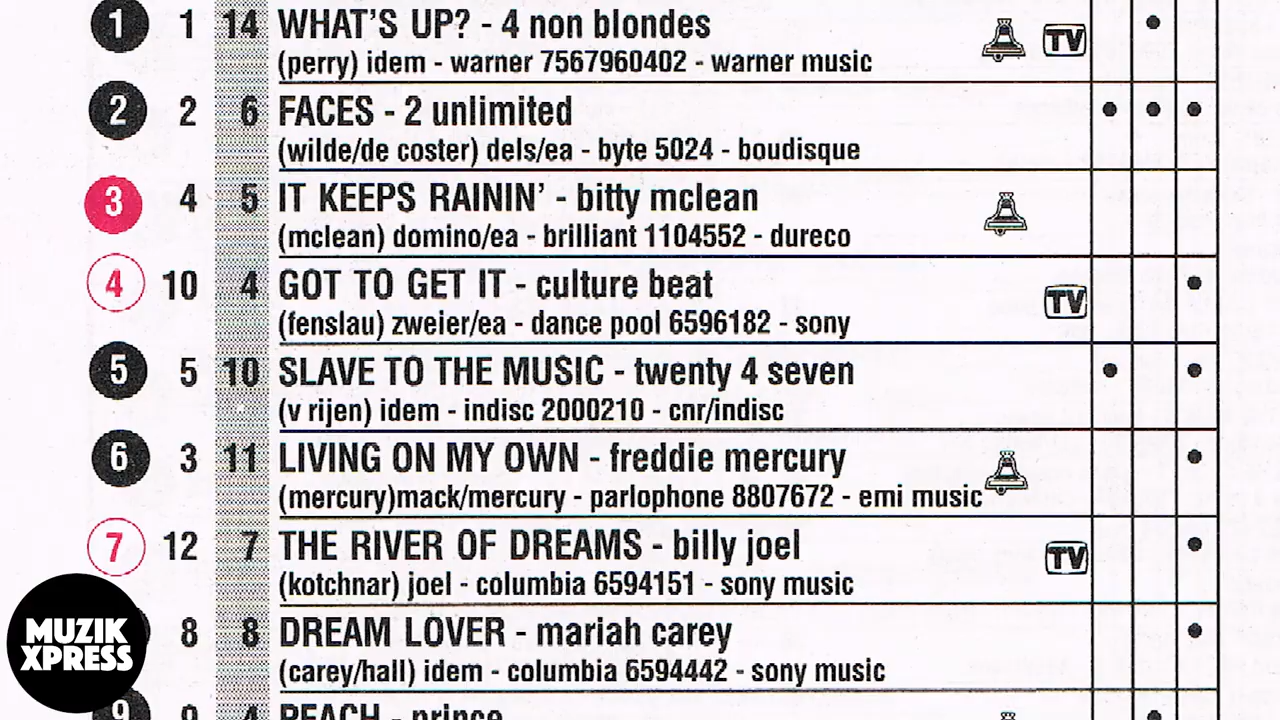 1 1 14 WHAT'S UP? - 4 non blondes TV
(perry) idem - warner 7567960402 - warner music
2 2 6 FACES - 2 unlimited
(wilde/de coster) dels/ea - byte 5024 - boudisque
3 4 5 IT KEEPS RAININ' - bitty mclean
(mclean) domino/ea - brilliant 1104552 - dureco
4 10 4 GOT TO GET IT - culture beat TV
(fenslau) zweier/ea - dance pool 6596182 - sony
5 5 10 SLAVE TO THE MUSIC - twenty 4 seven
(v rijen) idem - indisc 2000210 - cnr/indisc
6 3 11 LIVING ON MY OWN - freddie mercury
(mercury)mack/mercury - parlophone 8807672 - emi music
7 12 7 THE RIVER OF DREAMS - billy joel TV
(kotchnar) joel - columbia 6594151 - sony music
8 8 DREAM LOVER - mariah carey
(carey/hall) idem - columbia 6594442 - sony music
9 9 4 PEACH - prince
MUZIK
XPRESS